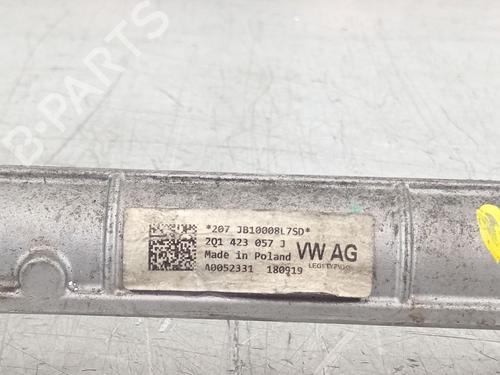 B-PARTS
*207 JB10008L7SD*
2Q1 423 057 J
Made in Poland
A0052331 180919
VW AG